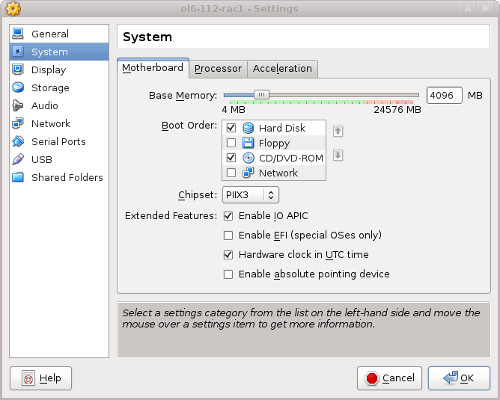 ol6-112-rac1 - Settings
General
System
Display
Storage
Audio
Network
Serial Ports
USB
Shared Folders
System
Motherboard Processor Acceleration
Base Memory: 4096 MB
4 MB 24576 MB
Boot Order: Hard Disk
Floppy
CD/DVD-ROM
Network
Chipset: PIIX3
Extended Features: Enable IO APIC
Enable EFI (special OSes only)
Hardware clock in UTC time
Enable absolute pointing device
Select a settings category from the list on the left-hand side and move the
mouse over a settings item to get more information.
Help Cancel OK